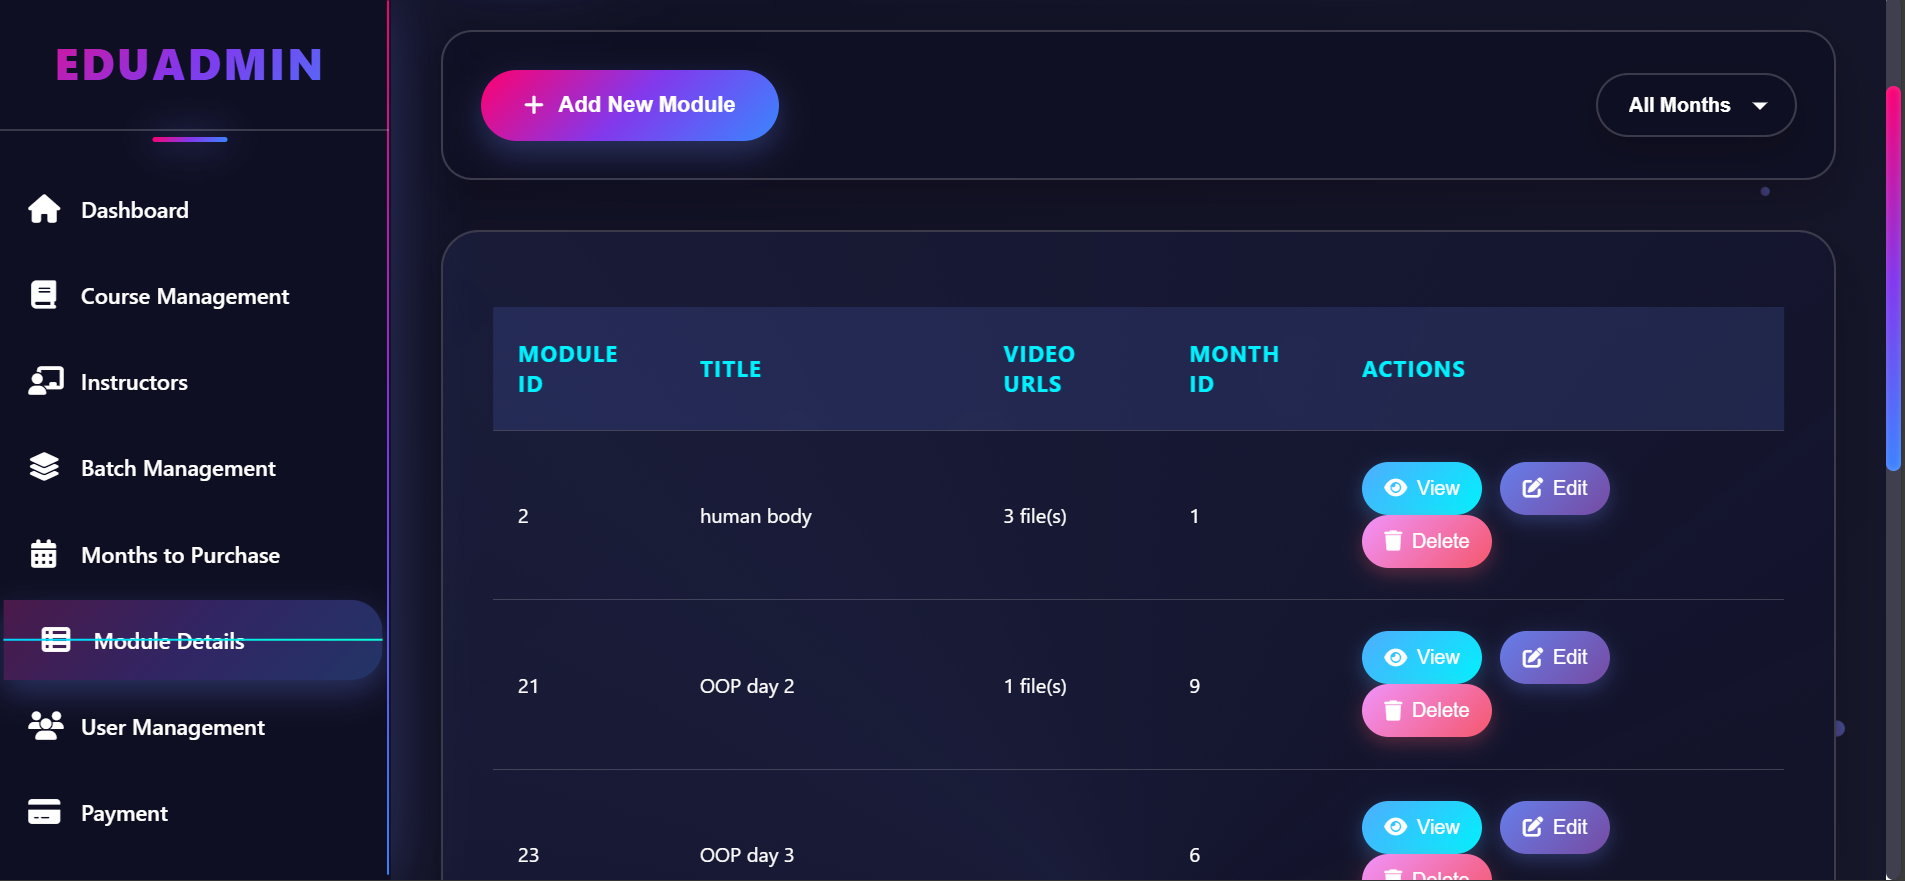 EDUADMIN
Dashboard
Course Management
Instructors
Batch Management
Months to Purchase
Module Details
User Management
Payment
Add New Module
All Months
MODULE ID
TITLE
VIDEO URLS
MONTH ID
ACTIONS
2
human body
3 file(s)
1
View
Edit
Delete
21
OOP day 2
1 file(s)
9
View
Edit
Delete
23
OOP day 3
6
View
Edit
Delete